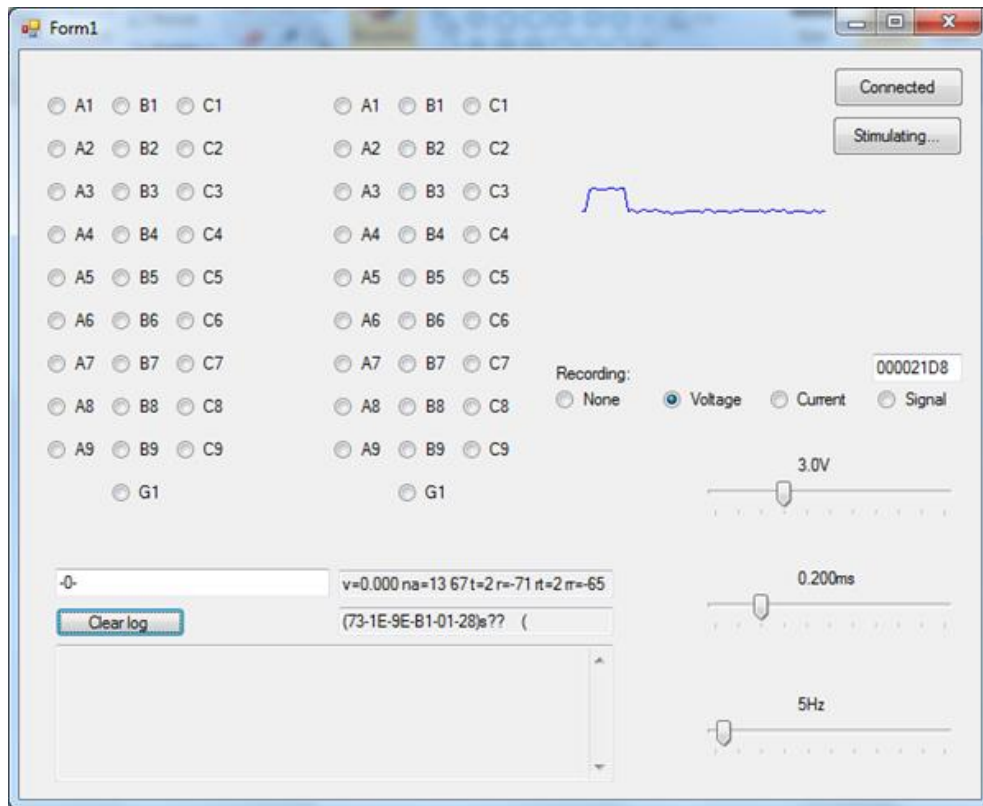 Form1
Connected
Stimulating...
A1 B1 C1 A1 B1 C1
A2 B2 C2 A2 B2 C2
A3 B3 C3 A3 B3 C3
A4 B4 C4 A4 B4 C4
A5 B5 C5 A5 B5 C5
A6 B6 C6 A6 B6 C6
A7 B7 C7 A7 B7 C7
A8 B8 C8 A8 B8 C8
A9 B9 C9 A9 B9 C9
G1 G1
000021D8
Recording:
None Voltage Current Signal
3.0V
0.200ms
5Hz
-0-
v=0.000 na=13 67 t=2 r=-71 rt=2 rr=-65
Clear log
(73-1E-9E-B1-01-28)s?? (